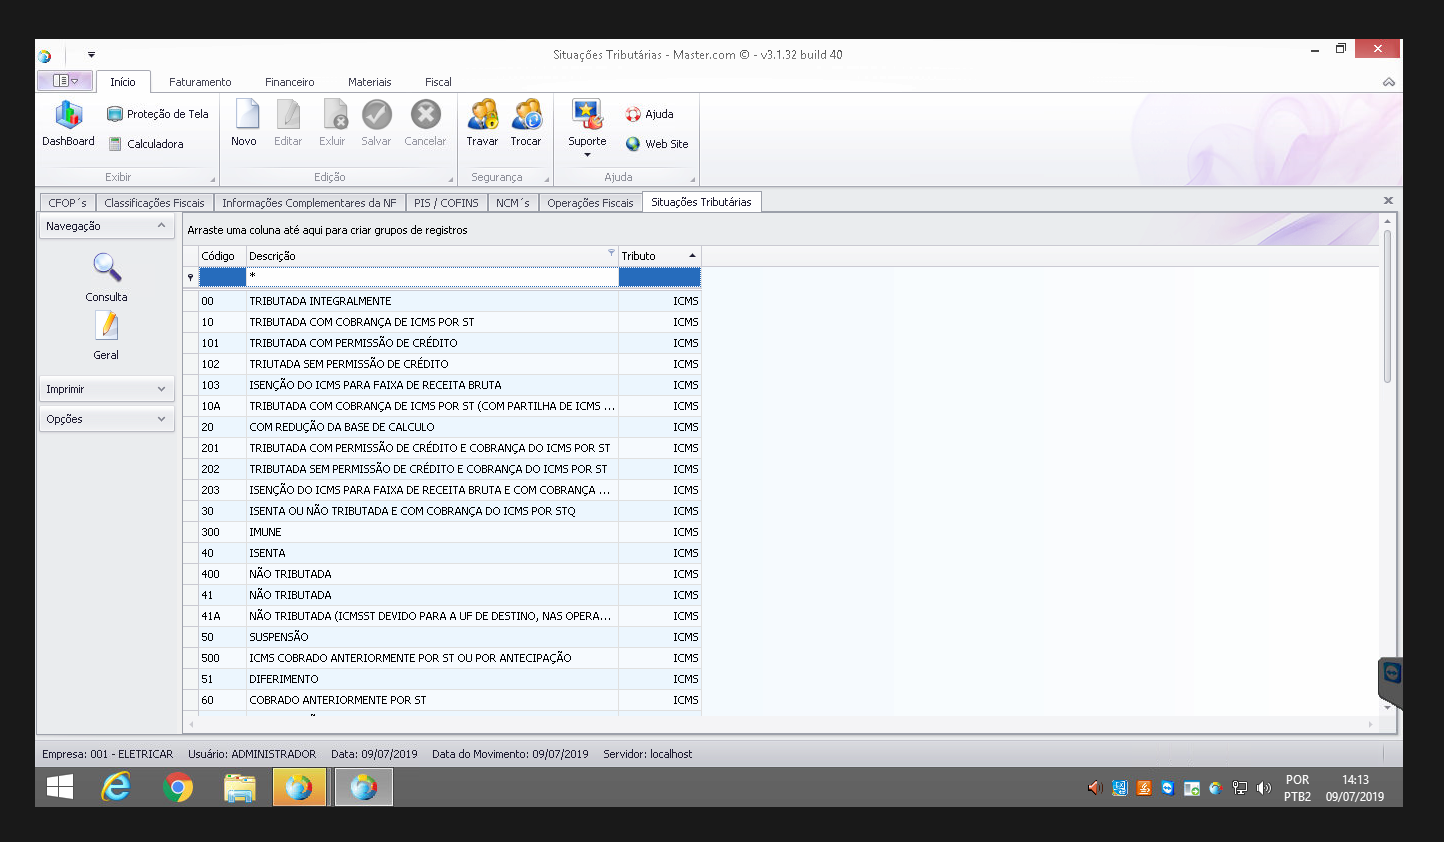 Situações Tributárias - Master.com © - v3.1.32 build 40
Início Faturamento Financeiro Materiais Fiscal
DashBoard
Proteção de Tela
Calculadora
Exibir
Novo Editar Exluir Salvar Cancelar
Edição
Travar Trocar
Segurança
Suporte
Ajuda
Web Site
Ajuda
CFOP´s Classificações Fiscais Informações Complementares da NF PIS / COFINS NCM´s Operações Fiscais Situações Tributárias
Navegação
Consulta
Geral
Imprimir
Opções
Arraste uma coluna até aqui para criar grupos de registros
Código Descrição Tributo
*
00 TRIBUTADA INTEGRALMENTE ICMS
10 TRIBUTADA COM COBRANÇA DE ICMS POR ST ICMS
101 TRIBUTADA COM PERMISSÃO DE CRÉDITO ICMS
102 TRIUTADA SEM PERMISSÃO DE CRÉDITO ICMS
103 ISENÇÃO DO ICMS PARA FAIXA DE RECEITA BRUTA ICMS
10A TRIBUTADA COM COBRANÇA DE ICMS POR ST (COM PARTILHA DE ICMS ... ICMS
20 COM REDUÇÃO DA BASE DE CALCULO ICMS
201 TRIBUTADA COM PERMISSÃO DE CRÉDITO E COBRANÇA DO ICMS POR ST ICMS
202 TRIBUTADA SEM PERMISSÃO DE CRÉDITO E COBRANÇA DO ICMS POR ST ICMS
203 ISENÇÃO DO ICMS PARA FAIXA DE RECEITA BRUTA E COM COBRANÇA ... ICMS
30 ISENTA OU NÃO TRIBUTADA E COM COBRANÇA DO ICMS POR STQ ICMS
300 IMUNE ICMS
40 ISENTA ICMS
400 NÃO TRIBUTADA ICMS
41 NÃO TRIBUTADA ICMS
41A NÃO TRIBUTADA (ICMSST DEVIDO PARA A UF DE DESTINO, NAS OPERA... ICMS
50 SUSPENSÃO ICMS
500 ICMS COBRADO ANTERIORMENTE POR ST OU POR ANTECIPAÇÃO ICMS
51 DIFERIMENTO ICMS
60 COBRADO ANTERIORMENTE POR ST ICMS
Empresa: 001 - ELETRICAR Usuário: ADMINISTRADOR Data: 09/07/2019 Data do Movimento: 09/07/2019 Servidor: localhost
POR 14:13
PTB2 09/07/2019